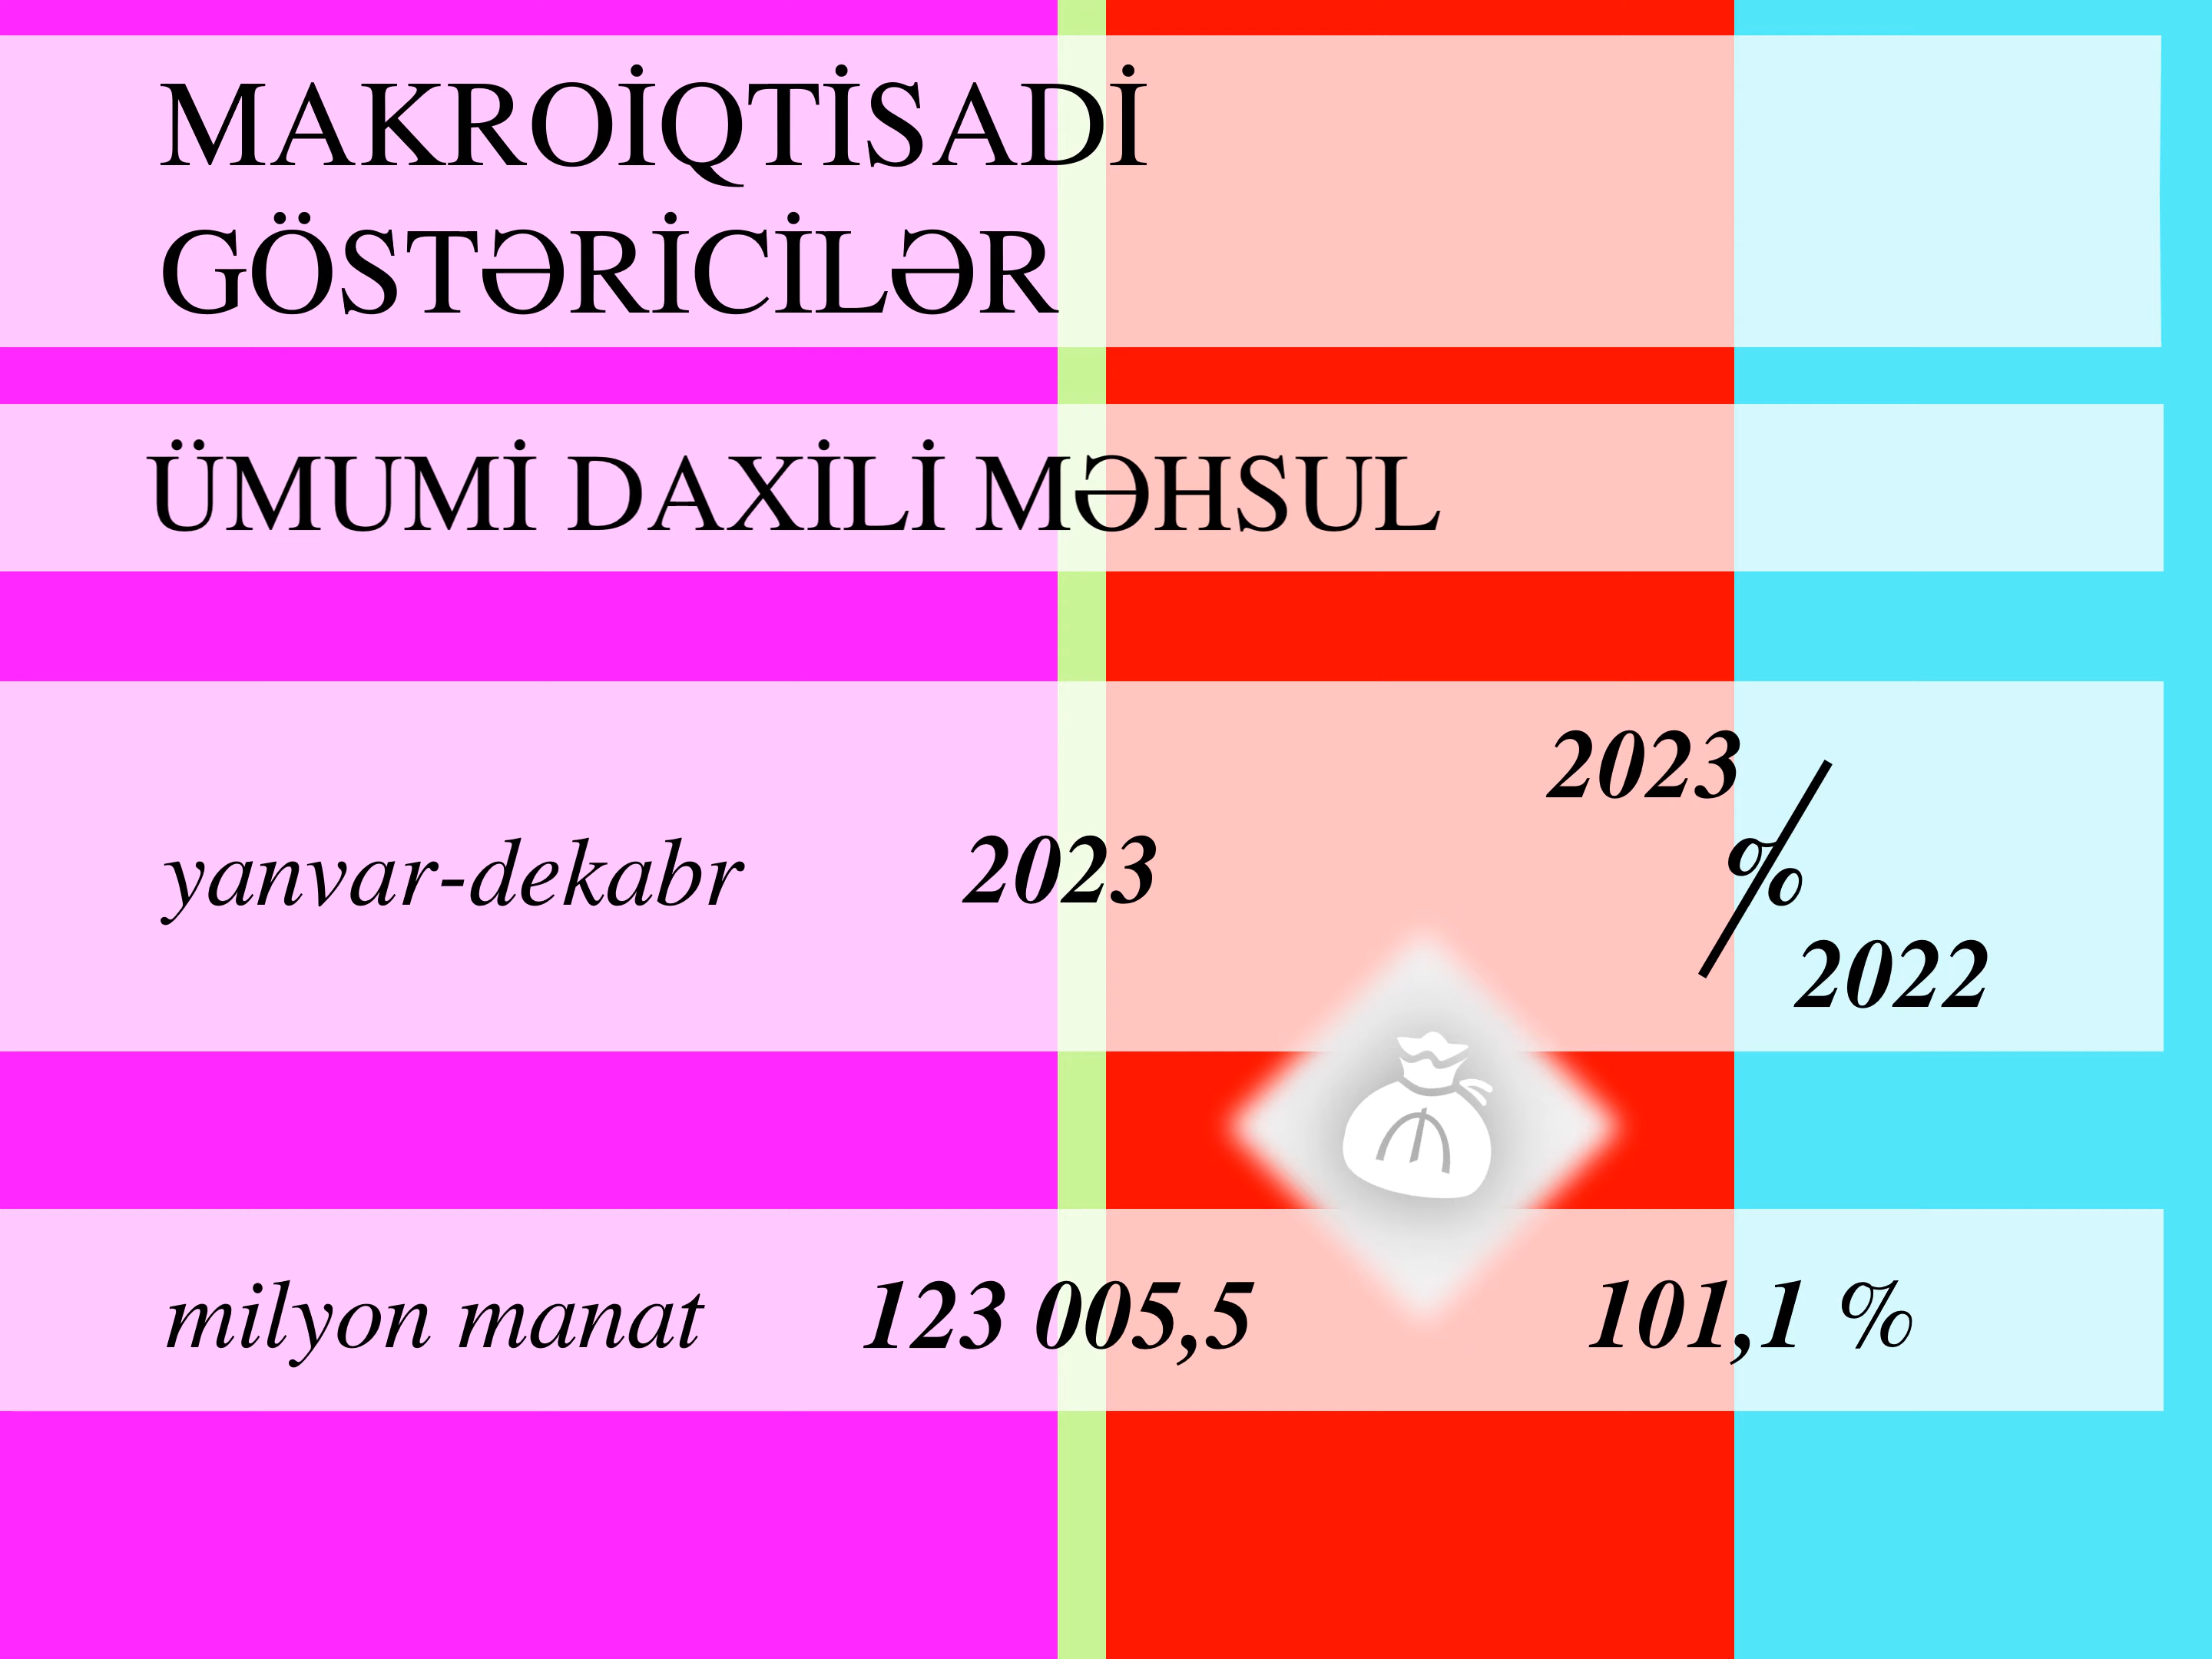 MAKROİQTİSADİ
GÖSTƏRİCİLƏR
ÜMUMİ DAXİLİ MƏHSUL
yanvar-dekabr 2023 2023 % 2022
milyon manat 123 005,5 101,1 %